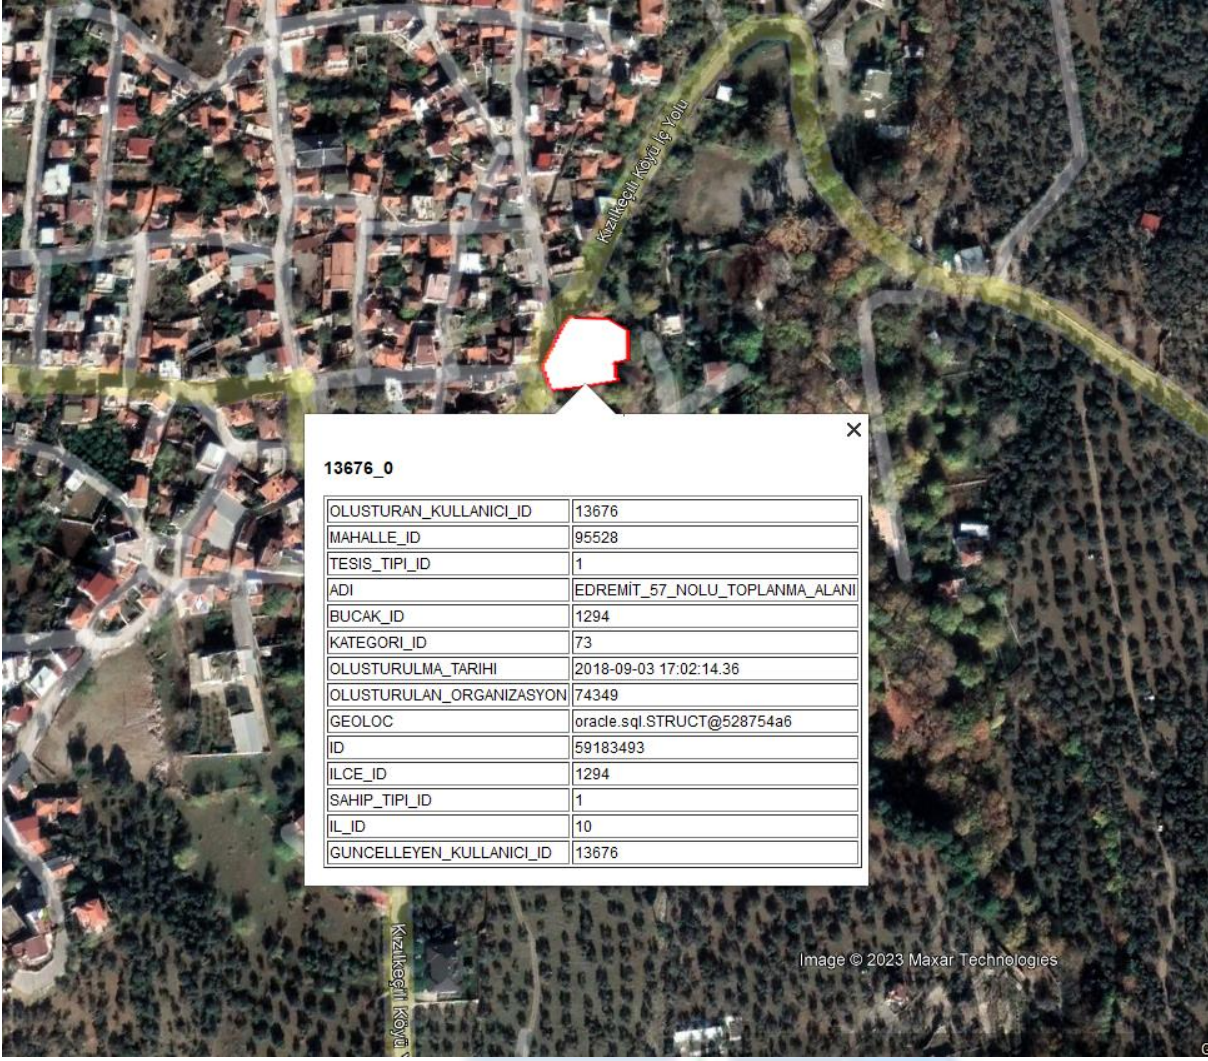 Kızılkeçili Köyü İç Yolu
13676_0
OLUSTURAN_KULLANICI_ID 13676
MAHALLE_ID 95528
TESIS_TIPI_ID 1
ADI EDREMİT_57_NOLU_TOPLANMA_ALANI
BUCAK_ID 1294
KATEGORI_ID 73
OLUSTURULMA_TARIHI 2018-09-03 17:02:14.36
OLUSTURULAN_ORGANIZASYON 74349
GEOLOC oracle.sql.STRUCT@528754a6
ID 59183493
ILCE_ID 1294
SAHIP_TIPI_ID 1
IL_ID 10
GUNCELLEYEN_KULLANICI_ID 13676
Kızılkeçili Köyü
Image © 2023 Maxar Technologies